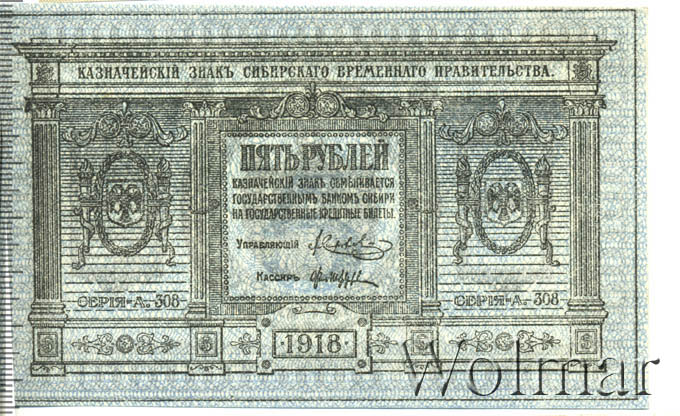 КАЗНАЧЕЙСКІЙ ЗНАКЪ СИБИРСКАГО ВРЕМЕННАГО ПРАВИТЕЛЬСТВА.
ПЯТЬ РУБЛЕЙ
КАЗНАЧЕЙСКІЙ ЗНАКЪ ОБМѢНИВАЕТСЯ
ГОСУДАРСТВЕННЫМЪ БАНКОМЪ СИБИРИ
НА ГОСУДАРСТВЕННЫЕ КРЕДИТНЫЕ БИЛЕТЫ.
УПРАВЛЯЮЩІЙ
КАССИРЪ
СЕРІЯ-А.-308-
СЕРІЯ-А.-308-
5 ·1918· 5 5
Wolmar